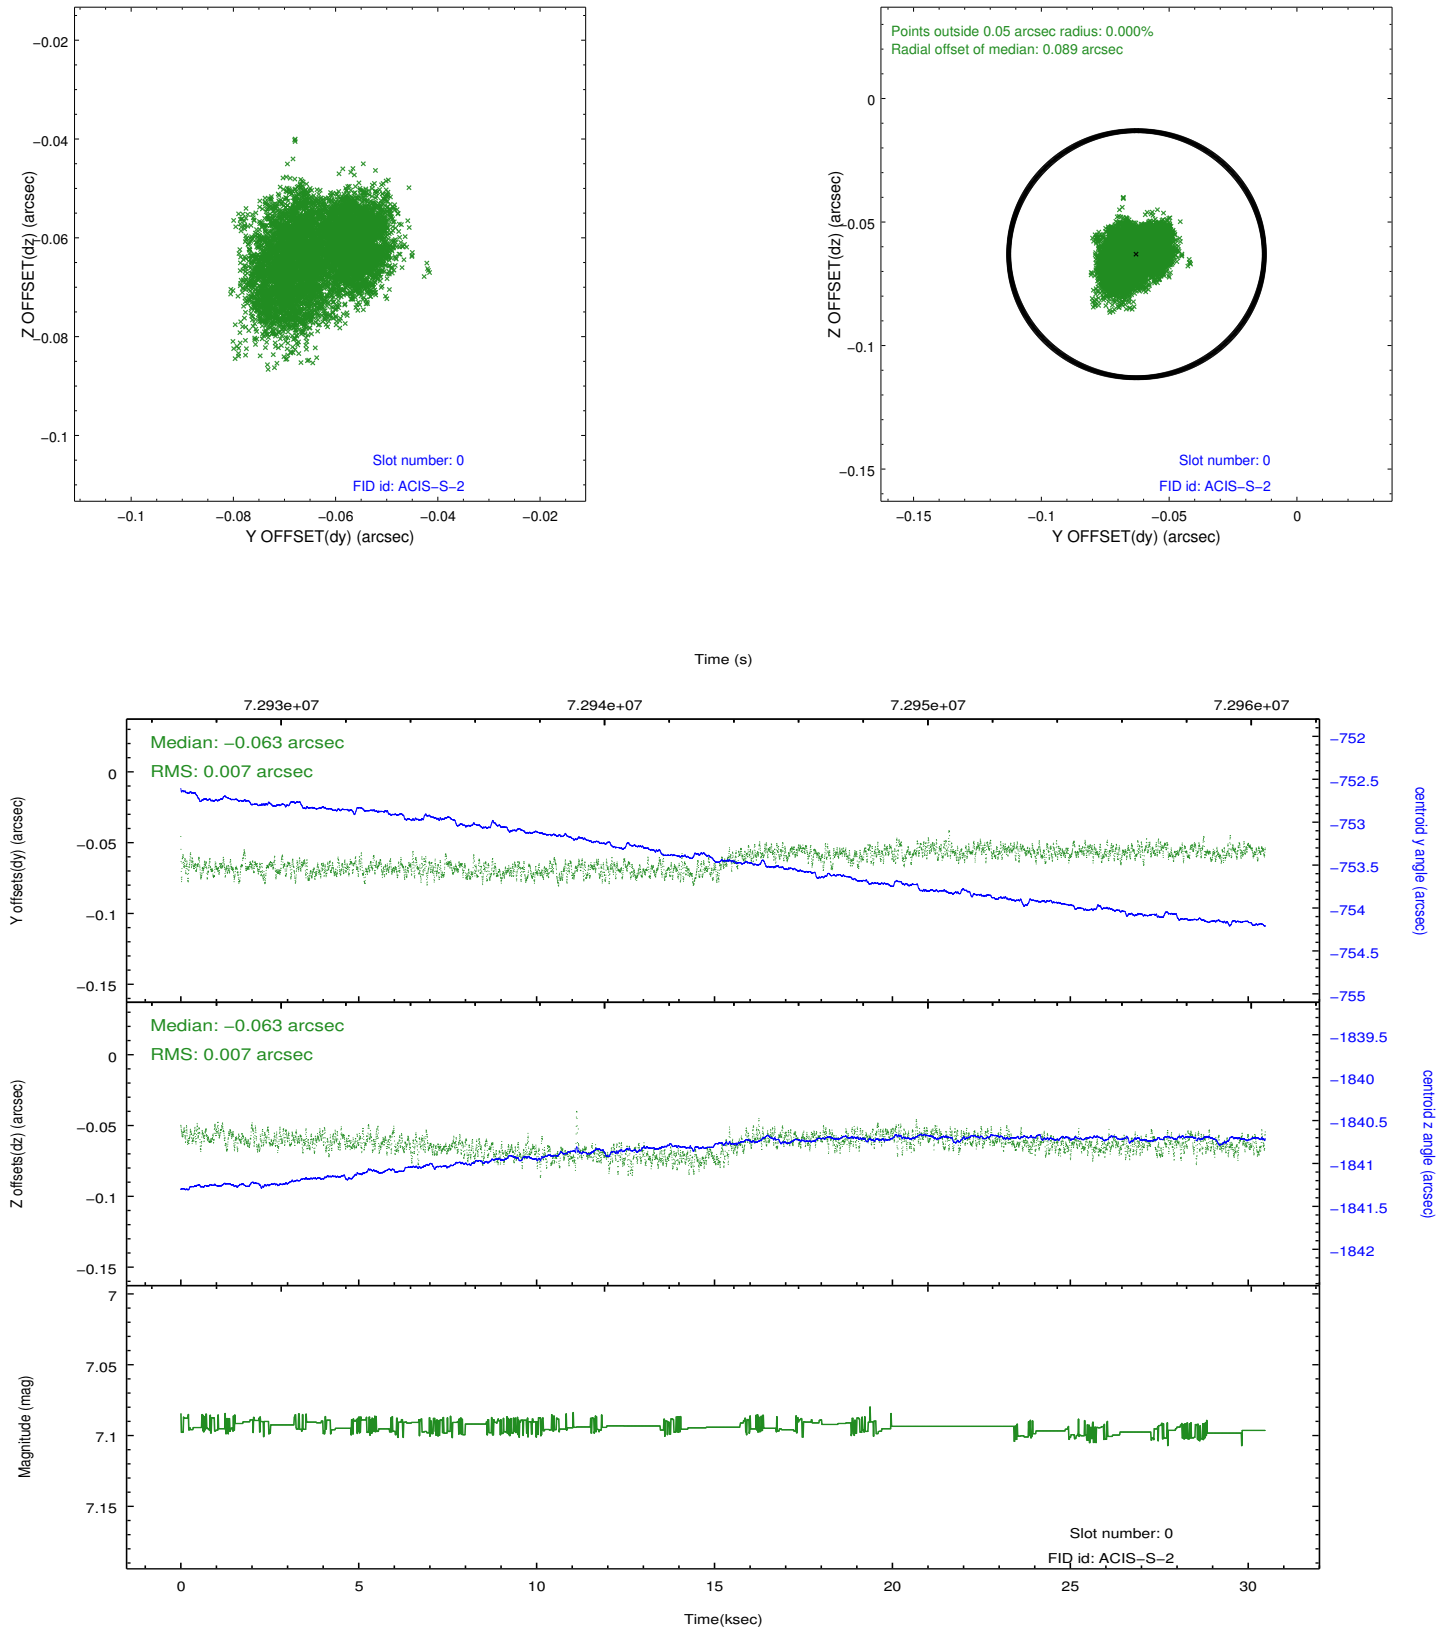 −0.02
−0.04
−0.06
−0.08
−0.1
Z OFFSET(dz) (arcsec)
Slot number: 0
FID id: ACIS−S−2
−0.1
−0.08
−0.06
−0.04
−0.02
Y OFFSET(dy) (arcsec)
Points outside 0.05 arcsec radius: 0.000%
Radial offset of median: 0.089 arcsec
0
−0.05
−0.1
−0.15
Z OFFSET(dz) (arcsec)
Slot number: 0
FID id: ACIS−S−2
−0.15
−0.1
−0.05
0
Y OFFSET(dy) (arcsec)
Time (s)
7.293e+07
7.294e+07
7.295e+07
7.296e+07
Median: −0.063 arcsec
RMS: 0.007 arcsec
0
−0.05
−0.1
−0.15
Y offsets(dy) (arcsec)
−752
−752.5
−753
−753.5
−754
−754.5
−755
centroid y angle (arcsec)
Median: −0.063 arcsec
RMS: 0.007 arcsec
0
−0.05
−0.1
−0.15
Z offsets(dz) (arcsec)
−1839.5
−1840
−1840.5
−1841
−1841.5
−1842
centroid z angle (arcsec)
7
7.05
7.1
7.15
Magnitude (mag)
Slot number: 0
FID id: ACIS−S−2
0
5
10
15
20
25
30
Time(ksec)